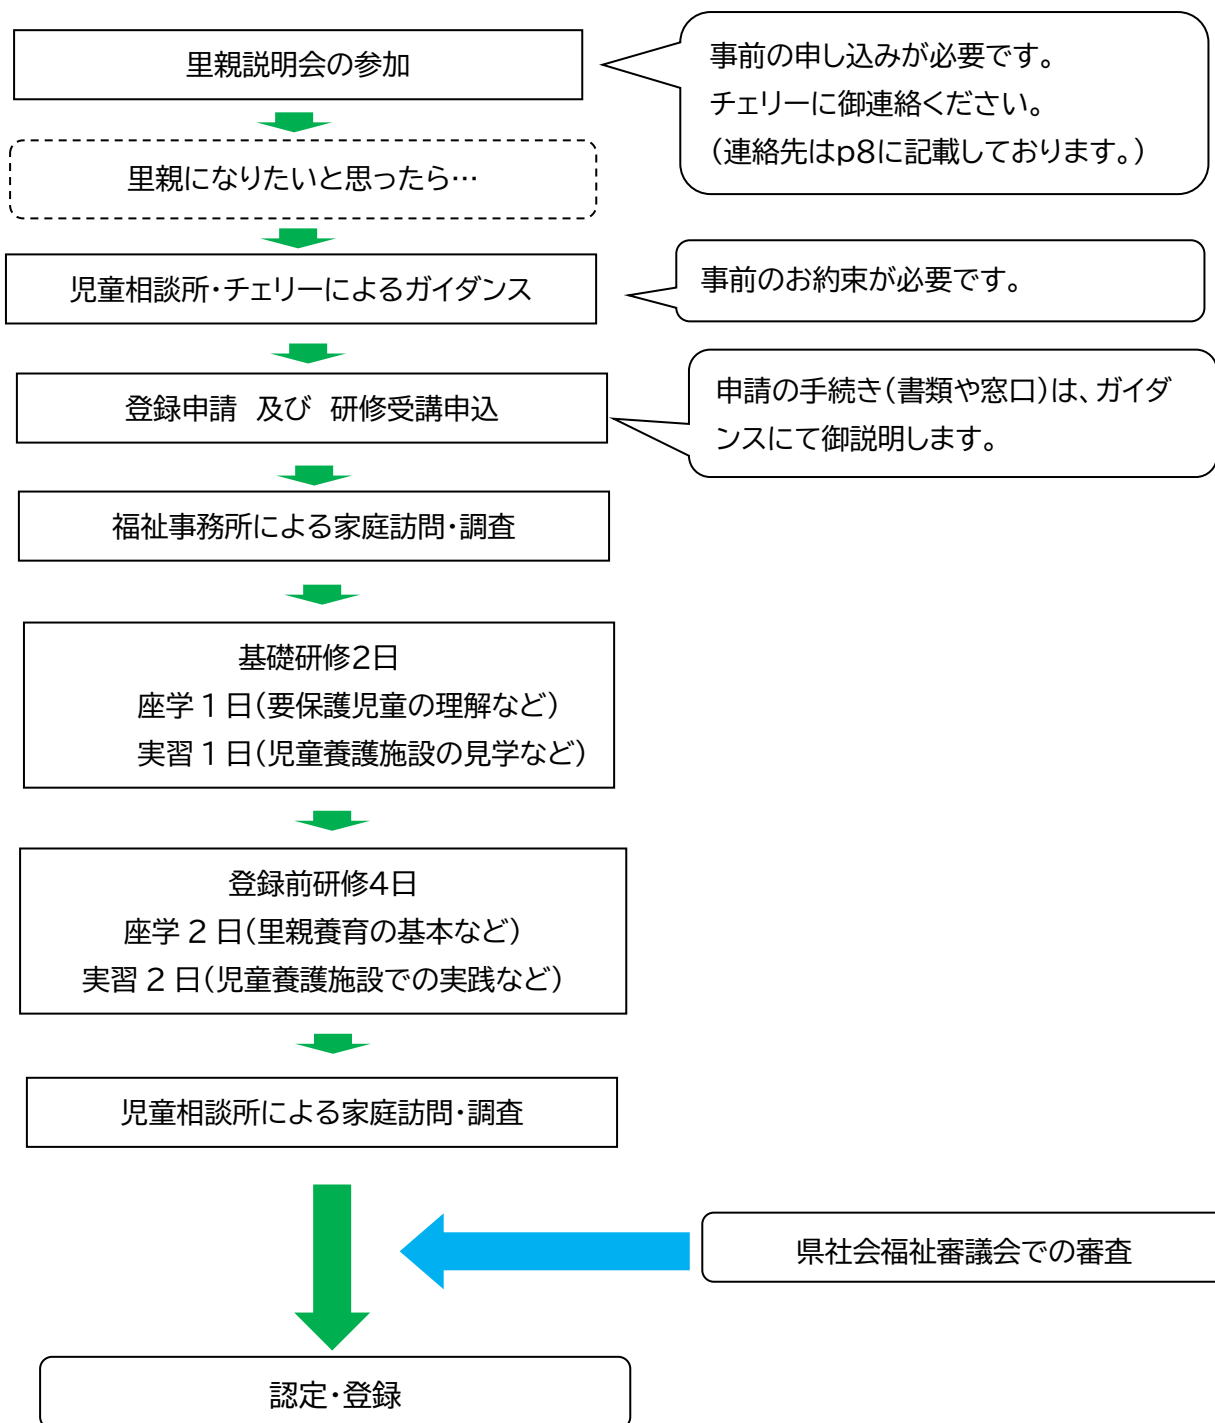 里親説明会の参加
事前の申し込みが必要です。
チェリーに御連絡ください。
(連絡先はp8に記載しております。)
里親になりたいと思ったら…
児童相談所・チェリーによるガイダンス
事前のお約束が必要です。
登録申請 及び 研修受講申込
申請の手続き(書類や窓口)は、ガイダ
ンスにて御説明します。
福祉事務所による家庭訪問・調査
基礎研修2日
座学1日(要保護児童の理解など)
実習1日(児童養護施設の見学など)
登録前研修4日
座学2日(里親養育の基本など)
実習2日(児童養護施設での実践など)
児童相談所による家庭訪問・調査
県社会福祉審議会での審査
認定・登録